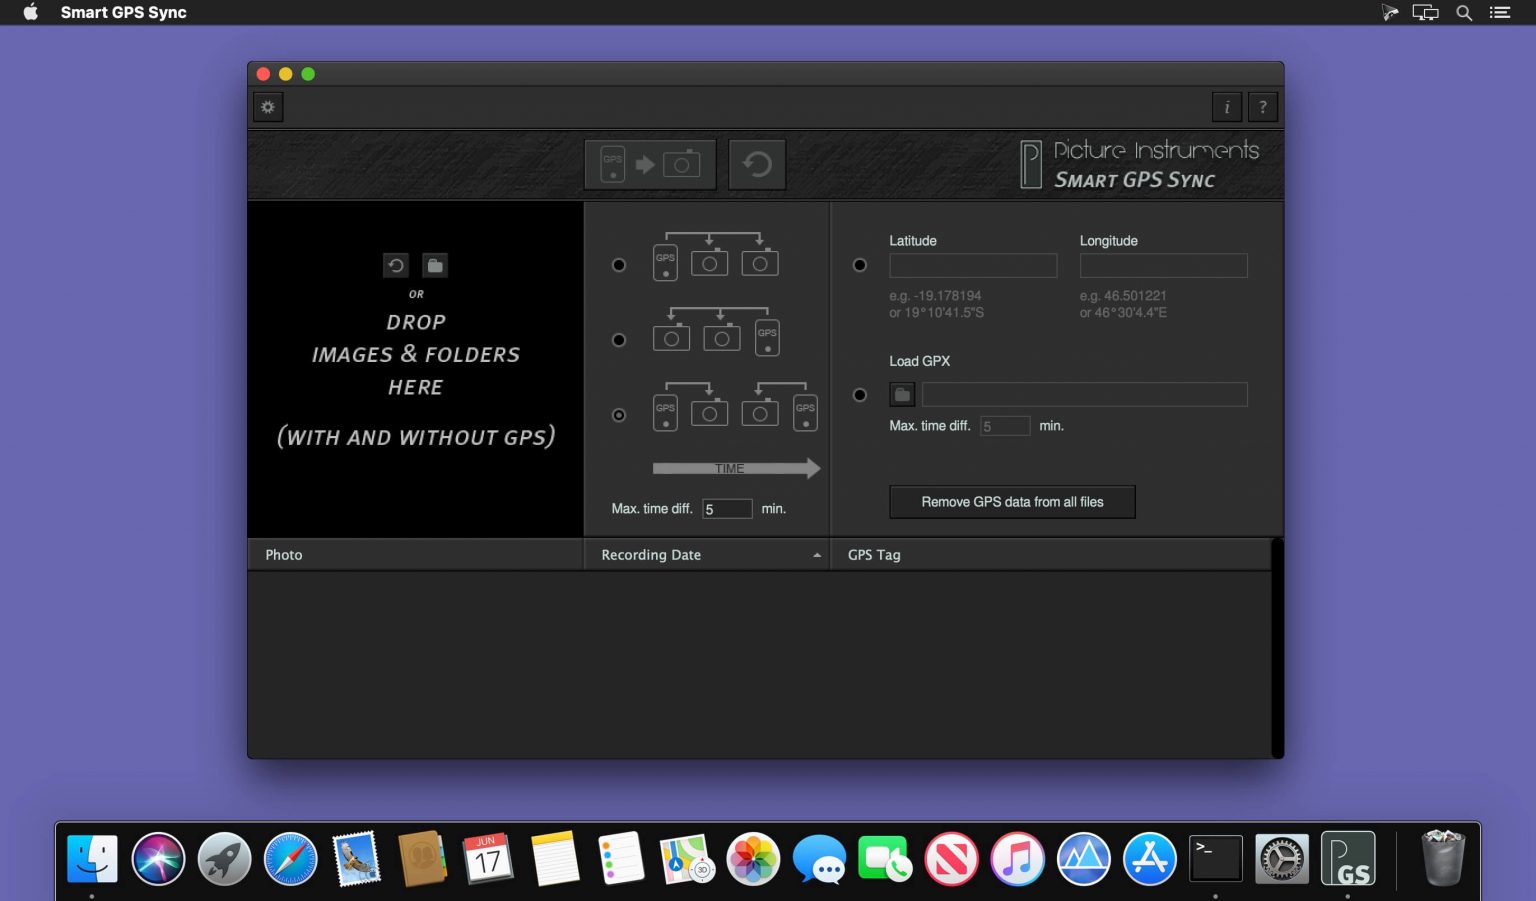 Smart GPS Sync
i
?
GPS
Picture Instruments
SMART GPS SYNC
OR
DROP
IMAGES & FOLDERS
HERE
(WITH AND WITHOUT GPS)
GPS
GPS
GPS
GPS
TIME
Max. time diff. 5 min.
Latitude
Longitude
e.g. -19.178194
or 19°10'41.5"S
e.g. 46.501221
or 46°30'4.4"E
Load GPX
Max. time diff. 5 min.
Remove GPS data from all files
Photo
Recording Date
GPS Tag
JUN
17
3D
>_
P
GS